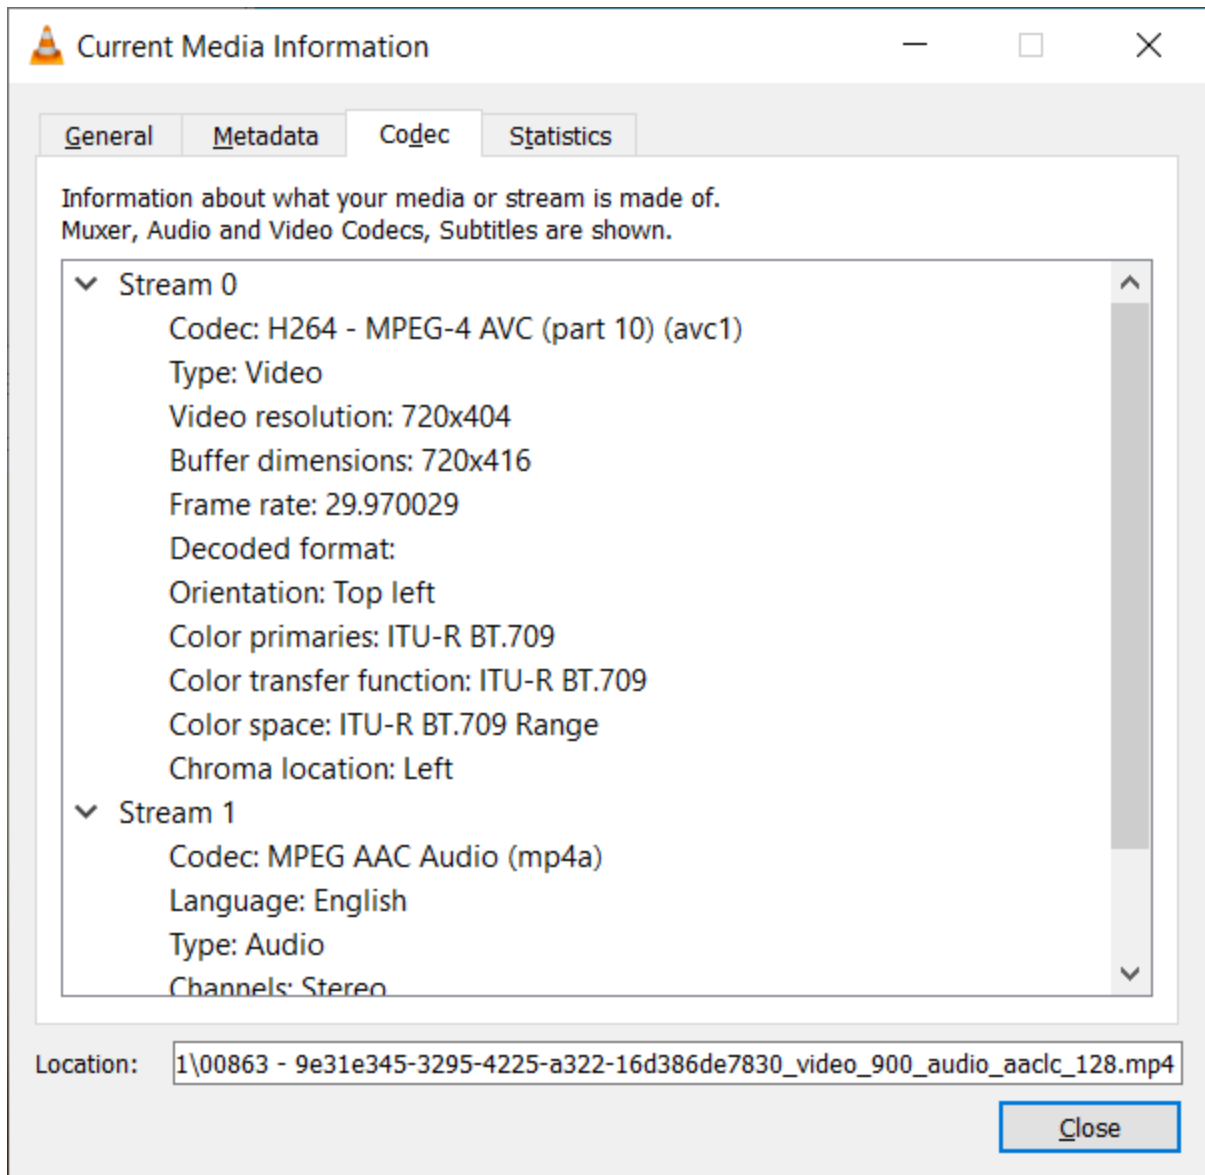 Current Media Information
General
Metadata
Codec
Statistics
Information about what your media or stream is made of.
Muxer, Audio and Video Codecs, Subtitles are shown.
Stream 0
Codec: H264 - MPEG-4 AVC (part 10) (avc1)
Type: Video
Video resolution: 720x404
Buffer dimensions: 720x416
Frame rate: 29.970029
Decoded format:
Orientation: Top left
Color primaries: ITU-R BT.709
Color transfer function: ITU-R BT.709
Color space: ITU-R BT.709 Range
Chroma location: Left
Stream 1
Codec: MPEG AAC Audio (mp4a)
Language: English
Type: Audio
Channels: Stereo
Location: 1\00863 - 9e31e345-3295-4225-a322-16d386de7830_video_900_audio_aaclc_128.mp4
Close